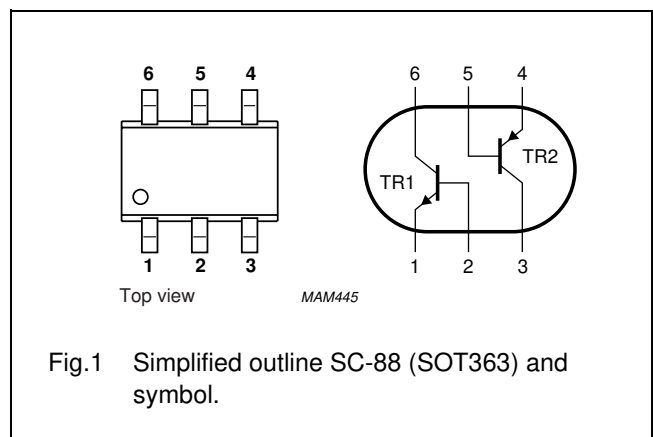 6 5 4
1 2 3
Top view
6 5 4
TR1
TR2
1 2 3
MAM445
Fig.1 Simplified outline SC-88 (SOT363) and
symbol.